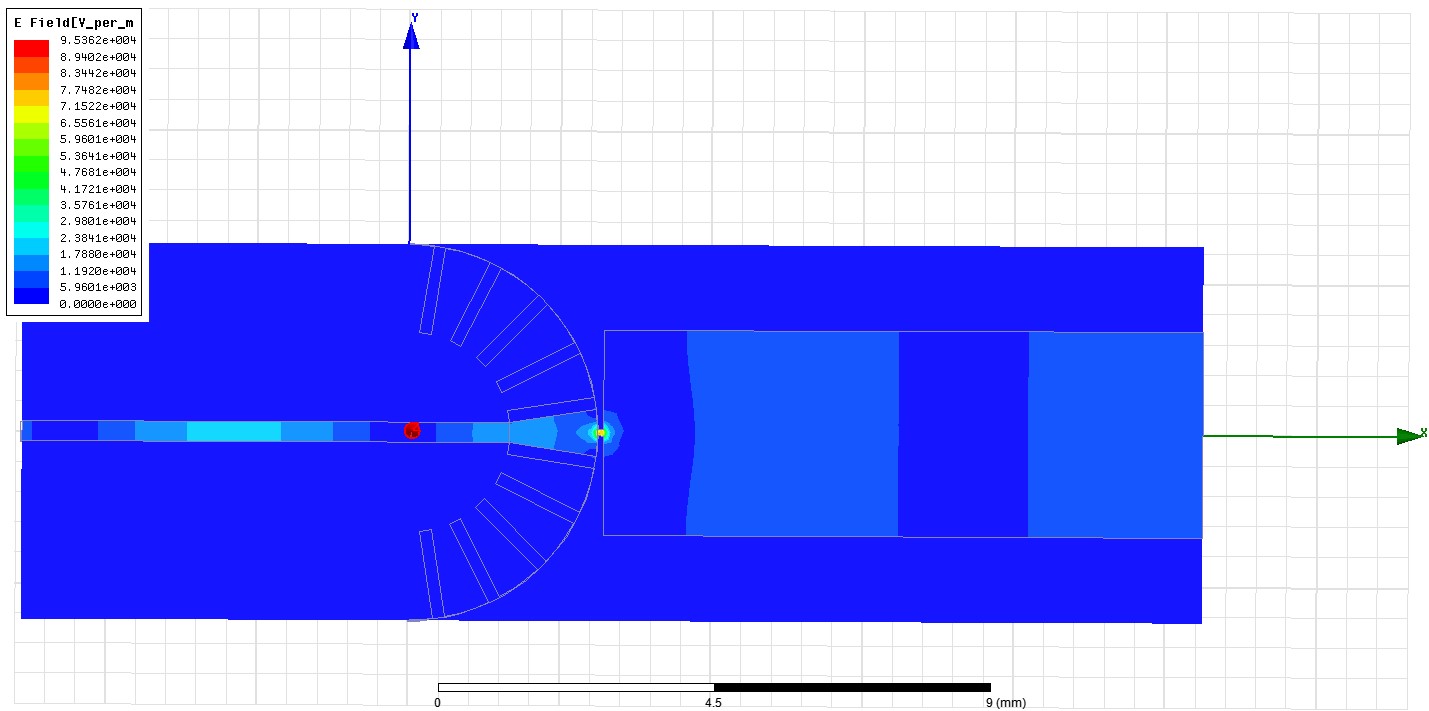 E Field[V_per_m
9.5362e+004
8.9402e+004
8.3442e+004
7.7482e+004
7.1522e+004
6.5561e+004
5.9601e+004
5.3641e+004
4.7681e+004
4.1721e+004
3.5761e+004
2.9801e+004
2.3841e+004
1.7880e+004
1.1920e+004
5.9601e+003
0.0000e+000
Y
X
0 4.5 9 (mm)